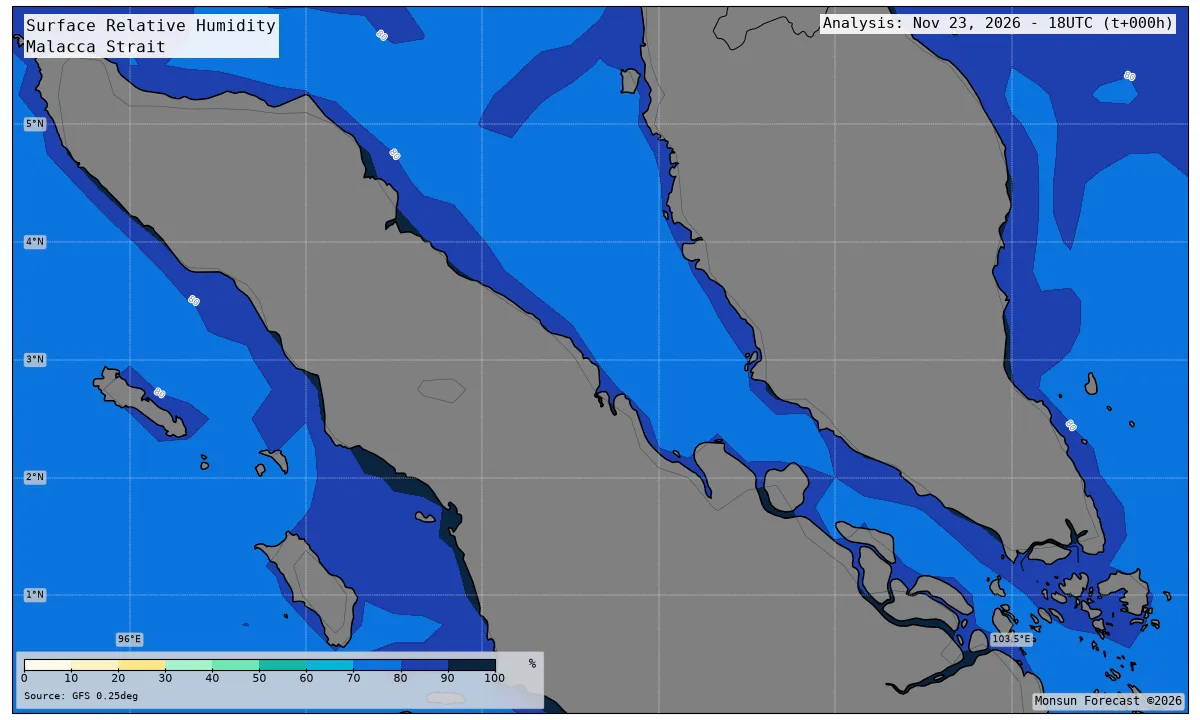 Surface Relative Humidity
Malacca Strait
Analysis: Nov 23, 2026 - 18UTC (t+000h)
80
80
80
80
80
80
5°N
4°N
3°N
2°N
1°N
96°E
103.5°E
%
0 10 20 30 40 50 60 70 80 90 100
Source: GFS 0.25deg
Monsun Forecast ©2026